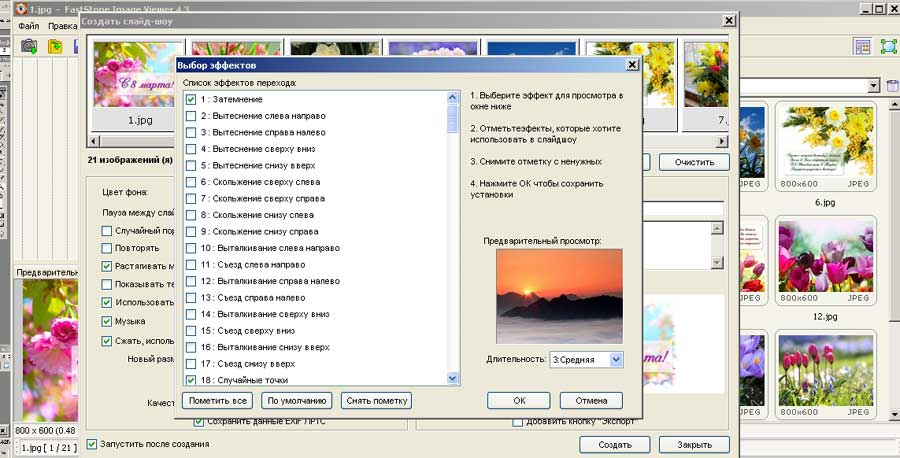 1.jpg - FastStone Image Viewer 4.3
Файл Правка
Создать слайд-шоу
С 8 марта!
1.jpg
7.
21 изображений (я)
Очистить
Цвет фона:
Пауза между слай
Случайный пор
Повторять
Растягивать м
Показывать те
Использовать
Музыка
Сжать, исполь
Новый разм
Качест
Сохранить данные EXIF / IPTC
Добавить кнопку "Экспорт"
Запустить после создания
Создать
Закрыть
Выбор эффектов
Список эффектов перехода:
1 : Затемнение
2 : Вытеснение слева направо
3 : Вытеснение справа налево
4 : Вытеснение сверху вниз
5 : Вытеснение снизу вверх
6 : Скольжение сверху слева
7 : Скольжение сверху справа
8 : Скольжение снизу слева
9 : Скольжение снизу справа
10 : Выталкивание слева направо
11 : Съезд слева направо
12 : Выталкивание справа налево
13 : Съезд справа налево
14 : Выталкивание сверху вниз
15 : Съезд сверху вниз
16 : Выталкивание снизу вверх
17 : Съезд снизу вверх
18 : Случайные точки
Пометить все
По умолчанию
Снять пометку
1. Выберите эффект для просмотра в
окне ниже
2. Отметьтеэфекты, которые хотите
использовать в слайдшоу
3. Снимите отметку с ненужных
4. Нажмите ОК чтобы сохранить
установки
Предварительный просмотр:
Длительность: 3:Средняя
OK
Отмена
Предварительн
800 x 600 (0.48
1.jpg [ 1 / 21 ]
JPEG
800x600 JPEG
6.jpg
JPEG
800x600 JPEG
12.jpg
арта!